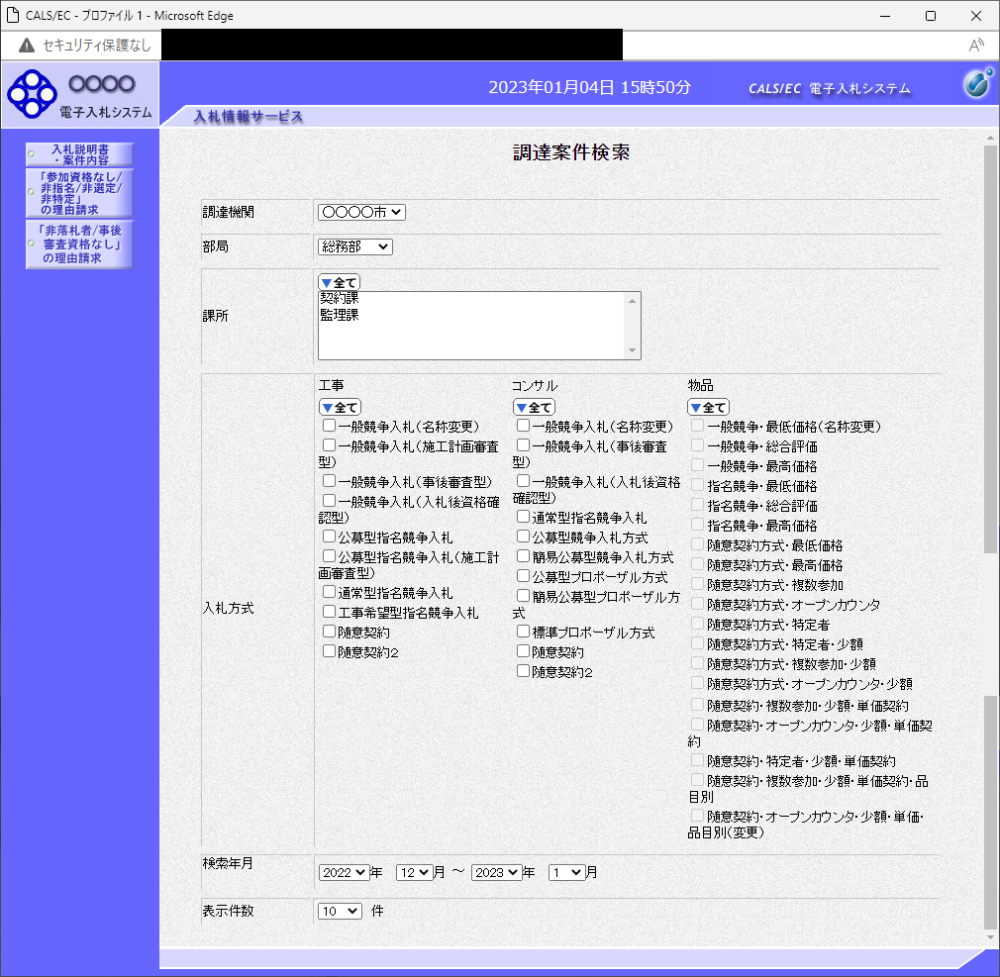 CALS/EC - プロファイル 1 - Microsoft Edge
セキュリティ保護なし
〇〇〇〇
電子入札システム
2023年01月04日 15時50分
CALS/EC 電子入札システム
入札情報サービス
入札説明書
・案件内容
「参加資格なし/
非指名/非選定/
非特定」
の理由請求
「非落札者/事後
審査資格なし」
の理由請求
調達案件検索
調達機関
〇〇〇〇市
部局
総務部
課所
▼全て
契約課
監理課
入札方式
工事
▼全て
一般競争入札(名称変更)
一般競争入札(施工計画審査
型)
一般競争入札(事後審査型)
一般競争入札(入札後資格確
認型)
公募型指名競争入札
公募型指名競争入札(施工計
画審査型)
通常型指名競争入札
工事希望型指名競争入札
随意契約
随意契約2
コンサル
▼全て
一般競争入札(名称変更)
一般競争入札(事後審査
型)
一般競争入札(入札後資格
確認型)
通常型指名競争入札
公募型競争入札方式
簡易公募型競争入札方式
公募型プロポーザル方式
簡易公募型プロポーザル方
式
標準プロポーザル方式
随意契約
随意契約2
物品
▼全て
一般競争・最低価格(名称変更)
一般競争・総合評価
一般競争・最高価格
指名競争・最低価格
指名競争・総合評価
指名競争・最高価格
随意契約方式・最低価格
随意契約方式・最高価格
随意契約方式・複数参加
随意契約方式・オープンカウンタ
随意契約方式・特定者
随意契約方式・特定者・少額
随意契約方式・複数参加・少額
随意契約方式・オープンカウンタ・少額
随意契約・複数参加・少額・単価契約
随意契約・オープンカウンタ・少額・単価契
約
随意契約・特定者・少額・単価契約
随意契約・複数参加・少額・単価契約・品
目別
随意契約・オープンカウンタ・少額・単価・
品目別(変更)
検索年月
2022 年 12 月 ～ 2023 年 1 月
表示件数
10 件